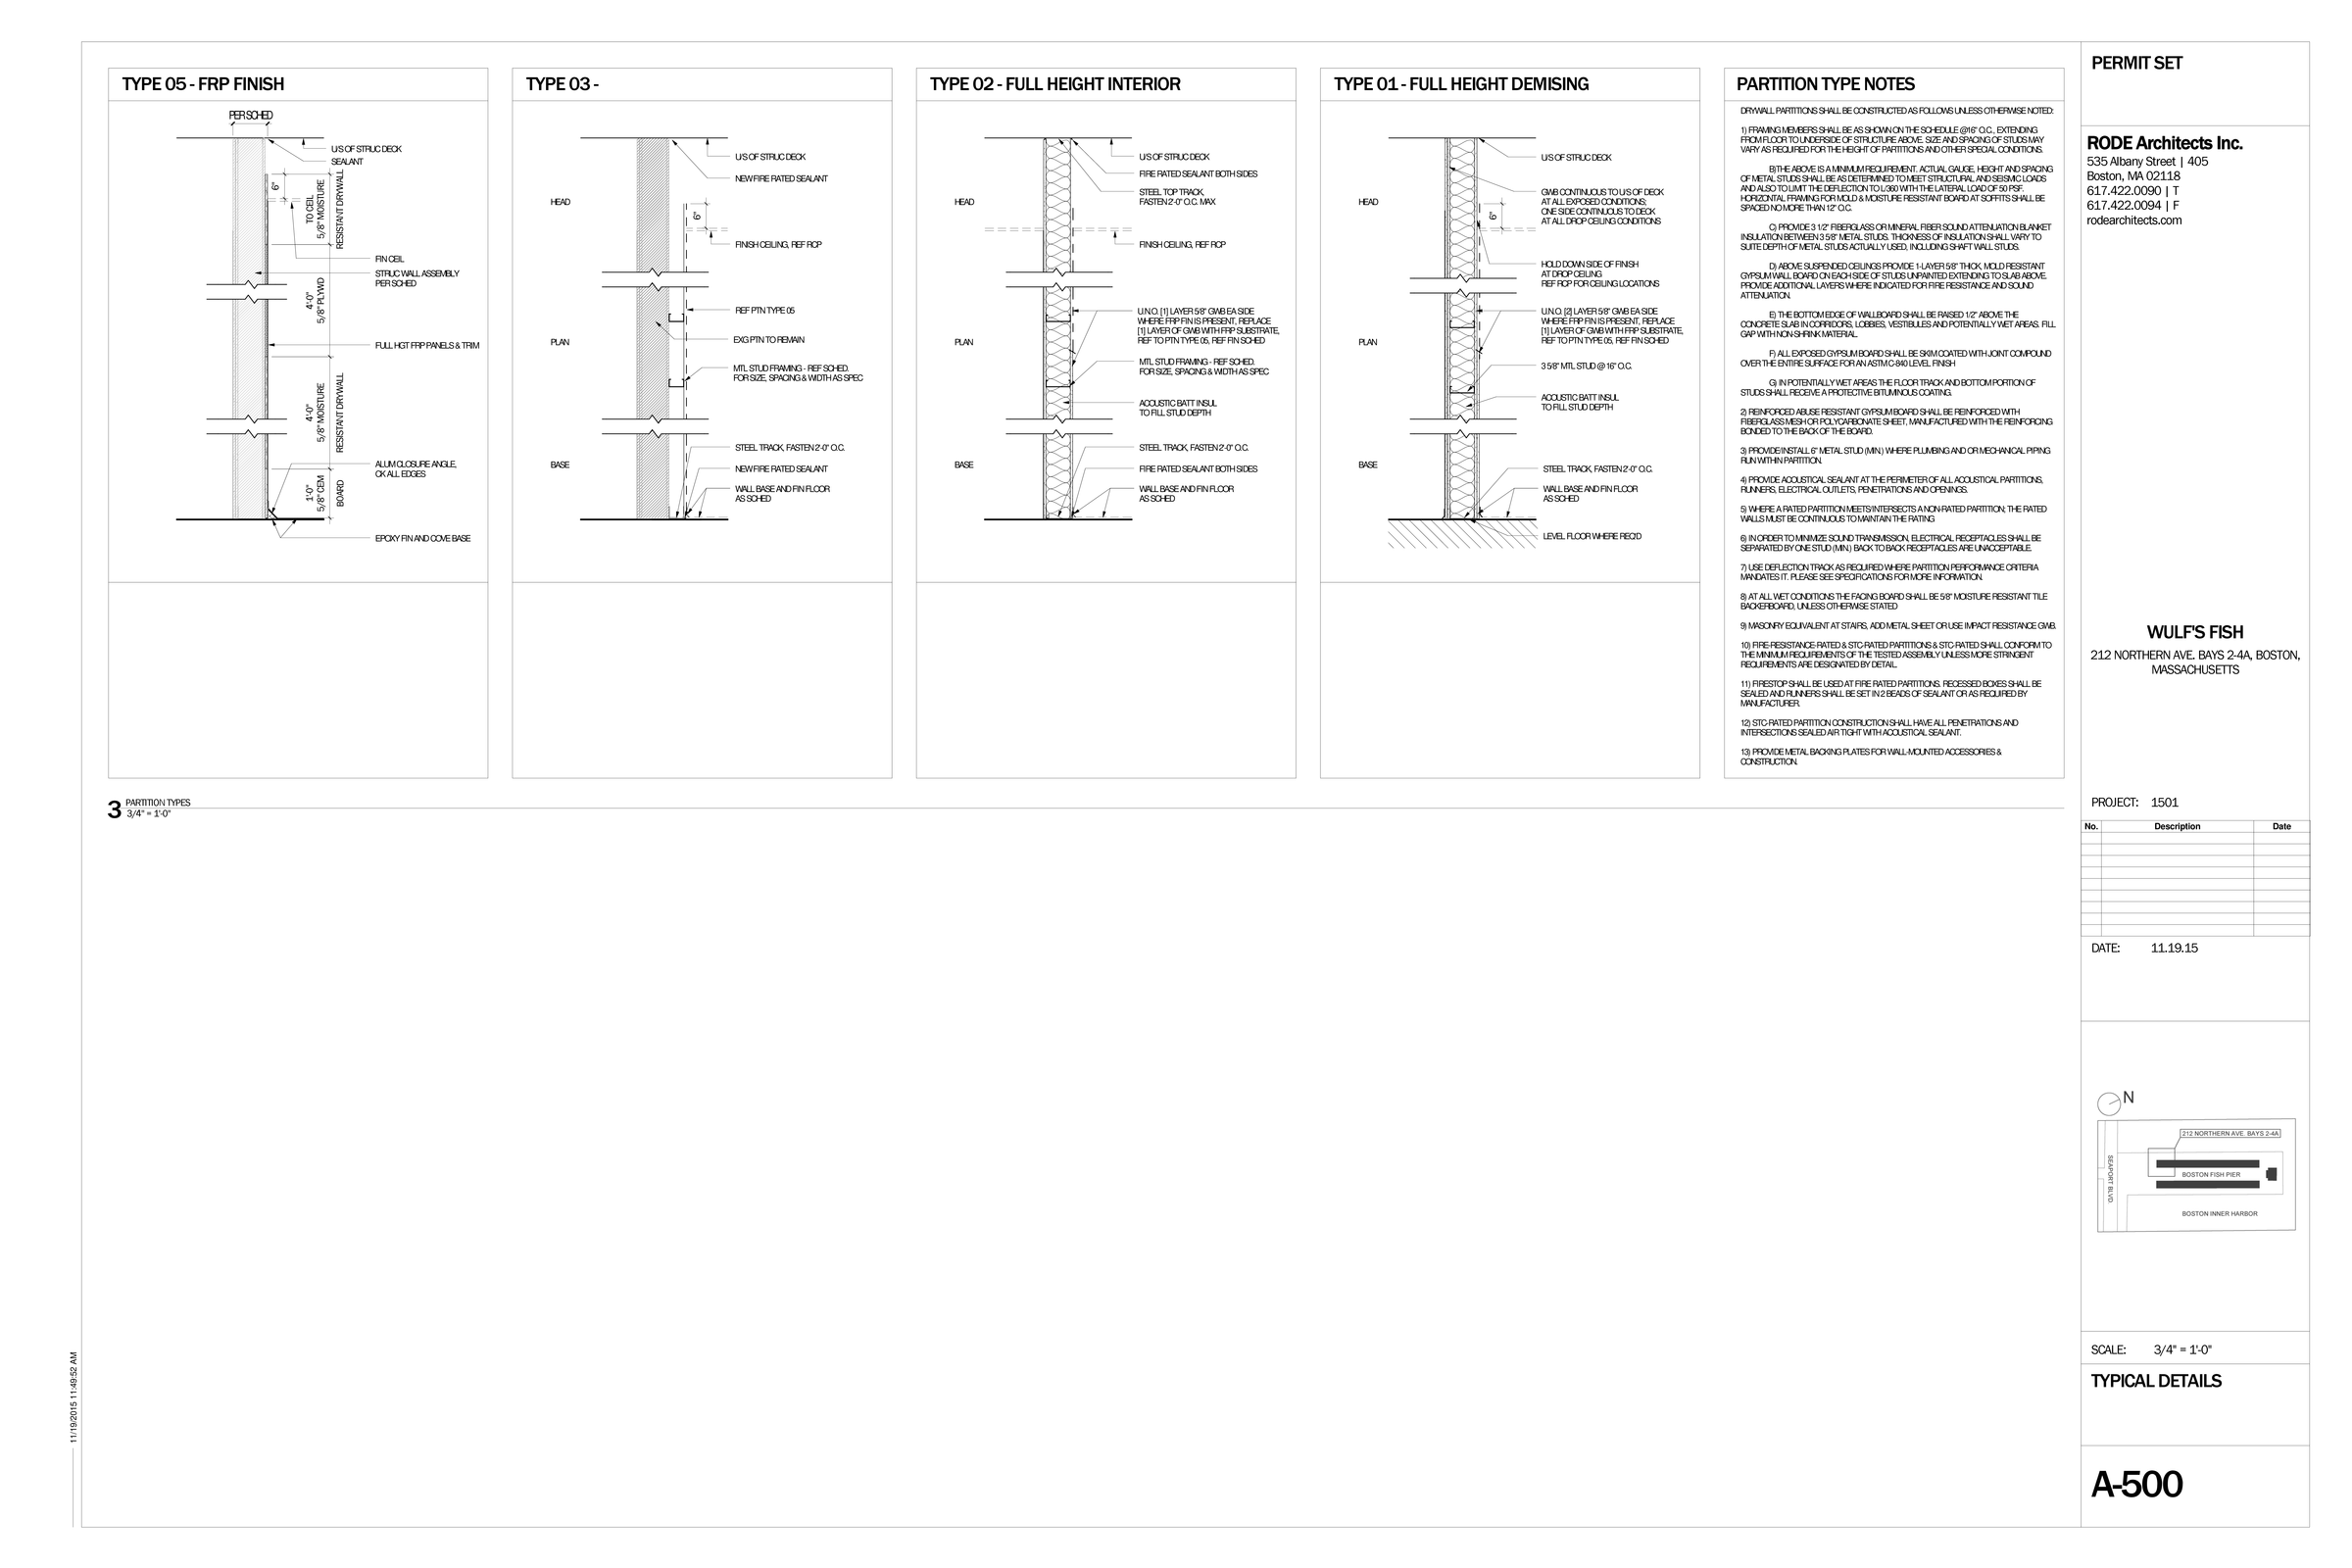 TYPE 05 - FRP FINISH
PER SCHED
U/S OF STRUC DECK
SEALANT
6"
TO CEIL
5/8" MOISTURE
RESISTANT DRYWALL
FIN CEIL
STRUC WALL ASSEMBLY
PER SCHED
4'-0"
5/8" PLYWD
FULL HGT FRP PANELS & TRIM
4'-0"
5/8" MOISTURE
RESISTANT DRYWALL
ALUM CLOSURE ANGLE,
CK ALL EDGES
1'-0"
5/8" CEM
BOARD
EPOXY FIN AND COVE BASE
TYPE 03 -
U/S OF STRUC DECK
NEW FIRE RATED SEALANT
HEAD
6"
FINISH CEILING, REF RCP
REF PTN TYPE 05
EXG PTN TO REMAIN
PLAN
MTL STUD FRAMING - REF SCHED.
FOR SIZE, SPACING & WIDTH AS SPEC
STEEL TRACK, FASTEN 2'-0" O.C.
BASE
NEW FIRE RATED SEALANT
WALL BASE AND FIN FLOOR
AS SCHED
TYPE 02 - FULL HEIGHT INTERIOR
U/S OF STRUC DECK
FIRE RATED SEALANT BOTH SIDES
STEEL TOP TRACK,
FASTEN 2'-0" O.C. MAX
HEAD
FINISH CEILING, REF RCP
U.N.O. [1] LAYER 5/8" GWB EA SIDE
WHERE FRP FIN IS PRESENT, REPLACE
[1] LAYER OF GWB WITH FRP SUBSTRATE,
REF TO PTN TYPE 05, REF FIN SCHED
PLAN
MTL STUD FRAMING - REF SCHED.
FOR SIZE, SPACING & WIDTH AS SPEC
ACOUSTIC BATT INSUL
TO FILL STUD DEPTH
STEEL TRACK, FASTEN 2'-0" O.C.
BASE
FIRE RATED SEALANT BOTH SIDES
WALL BASE AND FIN FLOOR
AS SCHED
TYPE 01 - FULL HEIGHT DEMISING
U/S OF STRUC DECK
GWB CONTINUOUS TO U/S OF DECK
AT ALL EXPOSED CONDITIONS;
ONE SIDE CONTINUOUS TO DECK
AT ALL DROP CEILING CONDITIONS
HEAD
6"
HOLD DOWN SIDE OF FINISH
AT DROP CEILING
REF RCP FOR CEILING LOCATIONS
U.N.O. [2] LAYER 5/8" GWB EA SIDE
WHERE FRP FIN IS PRESENT, REPLACE
[1] LAYER OF GWB WITH FRP SUBSTRATE,
REF TO PTN TYPE 05, REF FIN SCHED
PLAN
3 5/8" MTL STUD @ 16" O.C.
ACOUSTIC BATT INSUL
TO FILL STUD DEPTH
STEEL TRACK, FASTEN 2'-0" O.C.
BASE
WALL BASE AND FIN FLOOR
AS SCHED
LEVEL FLOOR WHERE REQ'D
PARTITION TYPE NOTES
DRYWALL PARTITIONS SHALL BE CONSTRUCTED AS FOLLOWS UNLESS OTHERWISE NOTED:
1) FRAMING MEMBERS SHALL BE AS SHOWN ON THE SCHEDULE @16" O.C., EXTENDING
FROM FLOOR TO UNDERSIDE OF STRUCTURE ABOVE. SIZE AND SPACING OF STUDS MAY
VARY AS REQUIRED FOR THE HEIGHT OF PARTITIONS AND OTHER SPECIAL CONDITIONS.
B)THE ABOVE IS A MINIMUM REQUIREMENT. ACTUAL GAUGE, HEIGHT AND SPACING
OF METAL STUDS SHALL BE AS DETERMINED TO MEET STRUCTURAL AND SEISMIC LOADS
AND ALSO TO LIMIT THE DEFLECTION TO L/360 WITH THE LATERAL LOAD OF 50 PSF.
HORIZONTAL FRAMING FOR MOLD & MOISTURE RESISTANT BOARD AT SOFFITS SHALL BE
SPACED NO MORE THAN 12" O.C.
C) PROVIDE 3 1/2" FIBERGLASS OR MINERAL FIBER SOUND ATTENUATION BLANKET
INSULATION BETWEEN 3 5/8" METAL STUDS. THICKNESS OF INSULATION SHALL VARY TO
SUITE DEPTH OF METAL STUDS ACTUALLY USED, INCLUDING SHAFT WALL STUDS.
D) ABOVE SUSPENDED CEILINGS PROVIDE 1-LAYER 5/8" THICK, MOLD RESISTANT
GYPSUM WALL BOARD ON EACH SIDE OF STUDS UNPAINTED EXTENDING TO SLAB ABOVE.
PROVIDE ADDITIONAL LAYERS WHERE INDICATED FOR FIRE RESISTANCE AND SOUND
ATTENUATION.
E) THE BOTTOM EDGE OF WALLBOARD SHALL BE RAISED 1/2" ABOVE THE
CONCRETE SLAB IN CORRIDORS, LOBBIES, VESTIBULES AND POTENTIALLY WET AREAS. FILL
GAP WITH NON-SHRINK MATERIAL.
F) ALL EXPOSED GYPSUM BOARD SHALL BE SKIM COATED WITH JOINT COMPOUND
OVER THE ENTIRE SURFACE FOR AN ASTM C-840 LEVEL FINISH
G) IN POTENTIALLY WET AREAS THE FLOOR TRACK AND BOTTOM PORTION OF
STUDS SHALL RECEIVE A PROTECTIVE BITUMINOUS COATING.
2) REINFORCED ABUSE RESISTANT GYPSUM BOARD SHALL BE REINFORCED WITH
FIBERGLASS MESH OR POLYCARBONATE SHEET, MANUFACTURED WITH THE REINFORCING
BONDED TO THE BACK OF THE BOARD.
3) PROVIDE/INSTALL 6" METAL STUD (MIN.) WHERE PLUMBING AND OR MECHANICAL PIPING
RUN WITHIN PARTITION.
4) PROVIDE ACOUSTICAL SEALANT AT THE PERIMETER OF ALL ACOUSTICAL PARTITIONS,
RUNNERS, ELECTRICAL OUTLETS, PENETRATIONS AND OPENINGS.
5) WHERE A RATED PARTITION MEETS/INTERSECTS A NON-RATED PARTITION; THE RATED
WALLS MUST BE CONTINUOUS TO MAINTAIN THE RATING
6) IN ORDER TO MINIMIZE SOUND TRANSMISSION, ELECTRICAL RECEPTACLES SHALL BE
SEPARATED BY ONE STUD (MIN.) BACK TO BACK RECEPTACLES ARE UNACCEPTABLE.
7) USE DEFLECTION TRACK AS REQUIRED WHERE PARTITION PERFORMANCE CRITERIA
MANDATES IT. PLEASE SEE SPECIFICATIONS FOR MORE INFORMATION.
8) AT ALL WET CONDITIONS THE FACING BOARD SHALL BE 5/8" MOISTURE RESISTANT TILE
BACKERBOARD, UNLESS OTHERWISE STATED
9) MASONRY EQUIVALENT AT STAIRS, ADD METAL SHEET OR USE IMPACT RESISTANCE GWB.
10) FIRE-RESISTANCE-RATED & STC-RATED PARTITIONS & STC-RATED SHALL CONFORM TO
THE MINIMUM REQUIREMENTS OF THE TESTED ASSEMBLY UNLESS MORE STRINGENT
REQUIREMENTS ARE DESIGNATED BY DETAIL.
11) FIRESTOP SHALL BE USED AT FIRE RATED PARTITIONS. RECESSED BOXES SHALL BE
SEALED AND RUNNERS SHALL BE SET IN 2 BEADS OF SEALANT OR AS REQUIRED BY
MANUFACTURER.
12) STC-RATED PARTITION CONSTRUCTION SHALL HAVE ALL PENETRATIONS AND
INTERSECTIONS SEALED AIR TIGHT WITH ACOUSTICAL SEALANT.
13) PROVIDE METAL BACKING PLATES FOR WALL-MOUNTED ACCESSORIES &
CONSTRUCTION.
3 PARTITION TYPES
3/4" = 1'-0"
PERMIT SET
RODE Architects Inc.
535 Albany Street | 405
Boston, MA 02118
617.422.0090 | T
617.422.0094 | F
rodearchitects.com
WULF'S FISH
212 NORTHERN AVE. BAYS 2-4A, BOSTON,
MASSACHUSETTS
PROJECT: 1501
No. Description Date
DATE: 11.19.15
N
212 NORTHERN AVE. BAYS 2-4A
SEAPORT BLVD.
BOSTON FISH PIER
BOSTON INNER HARBOR
SCALE: 3/4" = 1'-0"
TYPICAL DETAILS
A-500
11/19/2015 11:49:52 AM